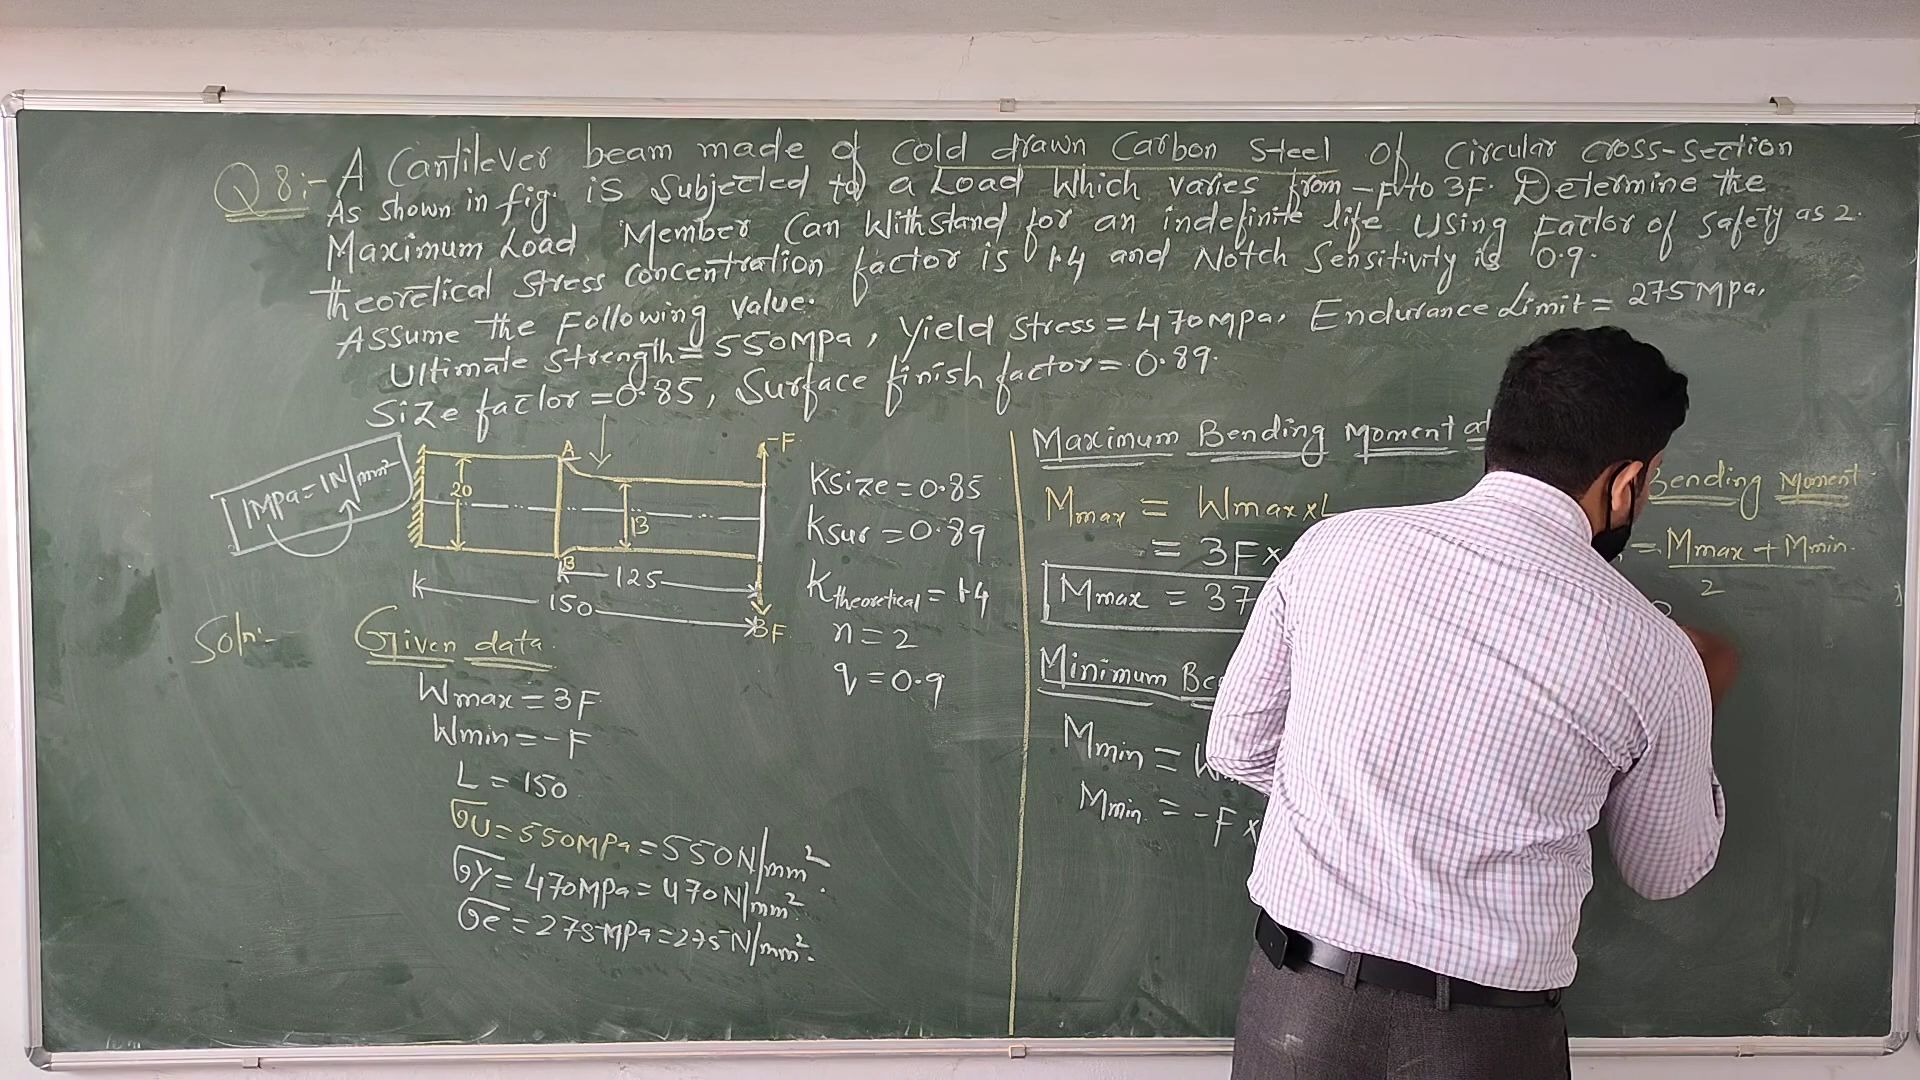 Q8:- A Cantilever beam made of cold drawn Carbon Steel of Circular cross-section
As shown in fig. is Subjected to a Load Which varies from -F to 3F. Determine the
Maximum Load Member Can Withstand for an indefinite life Using Factor of Safety as 2.
theoretical Stress Concentration factor is 1.4 and Notch Sensitivity is 0.9.
Assume the Following value.
Ultimate Strength = 550MPa, Yield Stress = 470MPa, Endurance Limit = 275MPa,
Size factor = 0.85, Surface finish factor = 0.89.
1MPa = 1N/mm²
A
-F
20
13
B
125
150
3F
Ksize = 0.85
Ksur = 0.89
Ktheoretical = 1.4
n = 2
q = 0.9
Soln:-
Given data.
Wmax = 3F.
Wmin = -F
L = 150.
σu = 550MPa = 550N/mm².
σy = 470MPa = 470N/mm²
σe = 275MPa = 275N/mm².
Maximum Bending Moment at
Mmax = Wmax x L
= 3F x
Mmax = 37
Minimum Be
Mmin = W
Mmin = -F x
Bending Moment
= Mmax + Mmin.
2